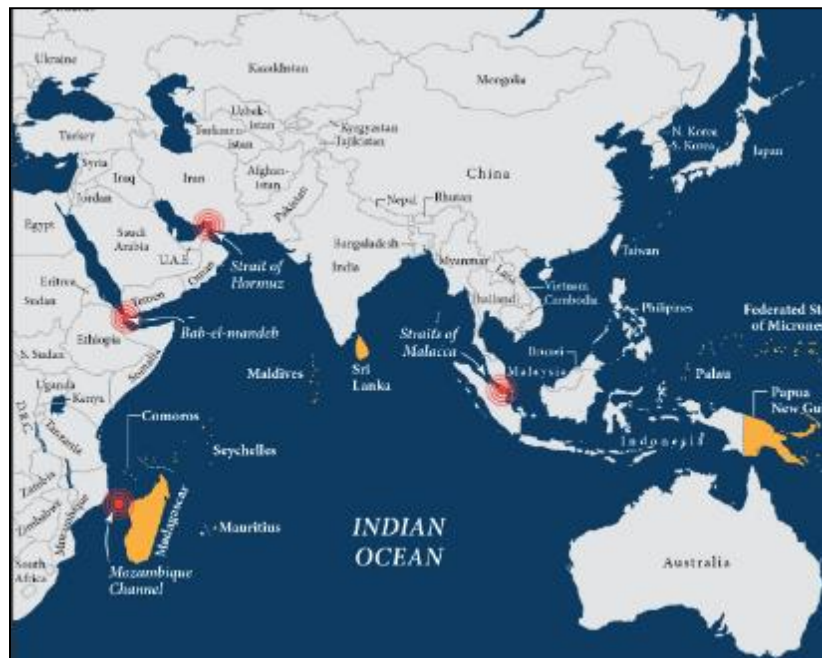 Ukraine
Kazakhstan
Mongolia
Uzbek-
istan
Turkmen-
istan
Kyrgyastan
Tajikistan
Turkey
Syria
Iraq
Iran
Afghan-
istan
Jordan
Pakistan
China
N. Korea
S. Korea
Japan
Egypt
Saudi
Arabia
U.A.E.
Oman
Strait of
Hormuz
Nepal
Bhutan
Bangaladesh
India
Myanmar
Laos
Thailand
Vietnam
Cambodia
Taiwan
Philipines
Eritrea
Sudan
Yemen
Bab-el-mandeb
Ethiopia
S. Sudan
Somalia
Straits of
Malacca
Brunei
Malaysia
Federated St
of Microne
Palau
Papua
New Gu
Maldives
Sri
Lanka
Uganda
Kenya
D.R.C.
Tanzania
Comoros
Seychelles
Indonesia
Zambia
Zimbabwe
Mozambique
Madagascar
Mauritius
INDIAN
OCEAN
South
Africa
Mozambique
Channel
Australia